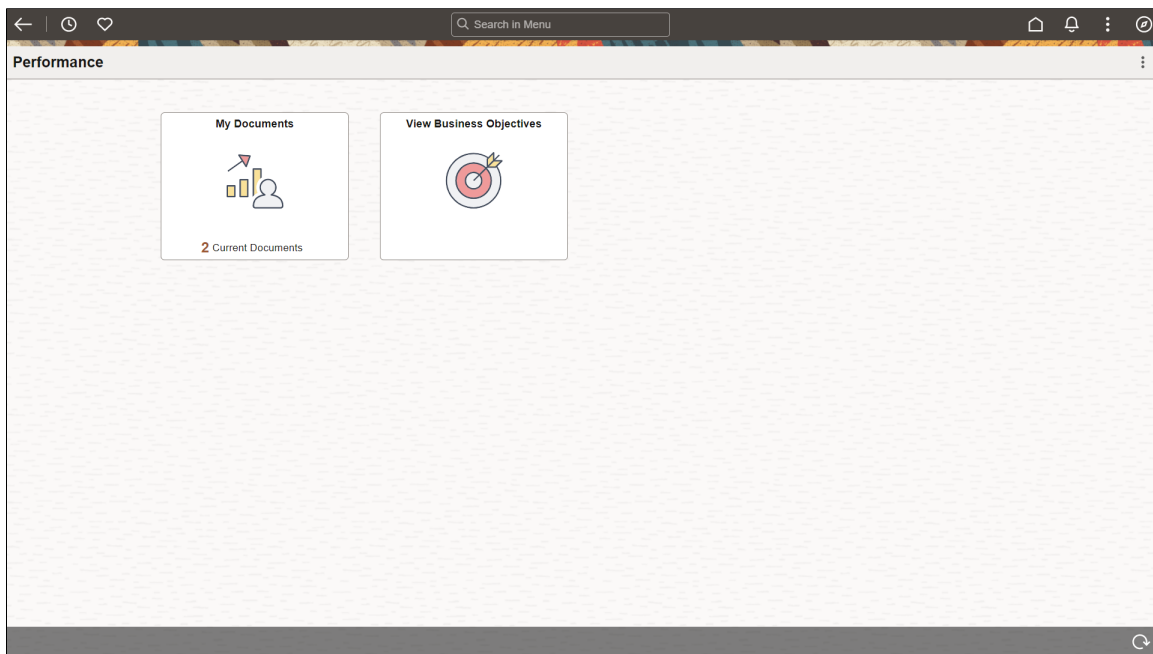 Search in Menu
Performance
My Documents
View Business Objectives
2 Current Documents